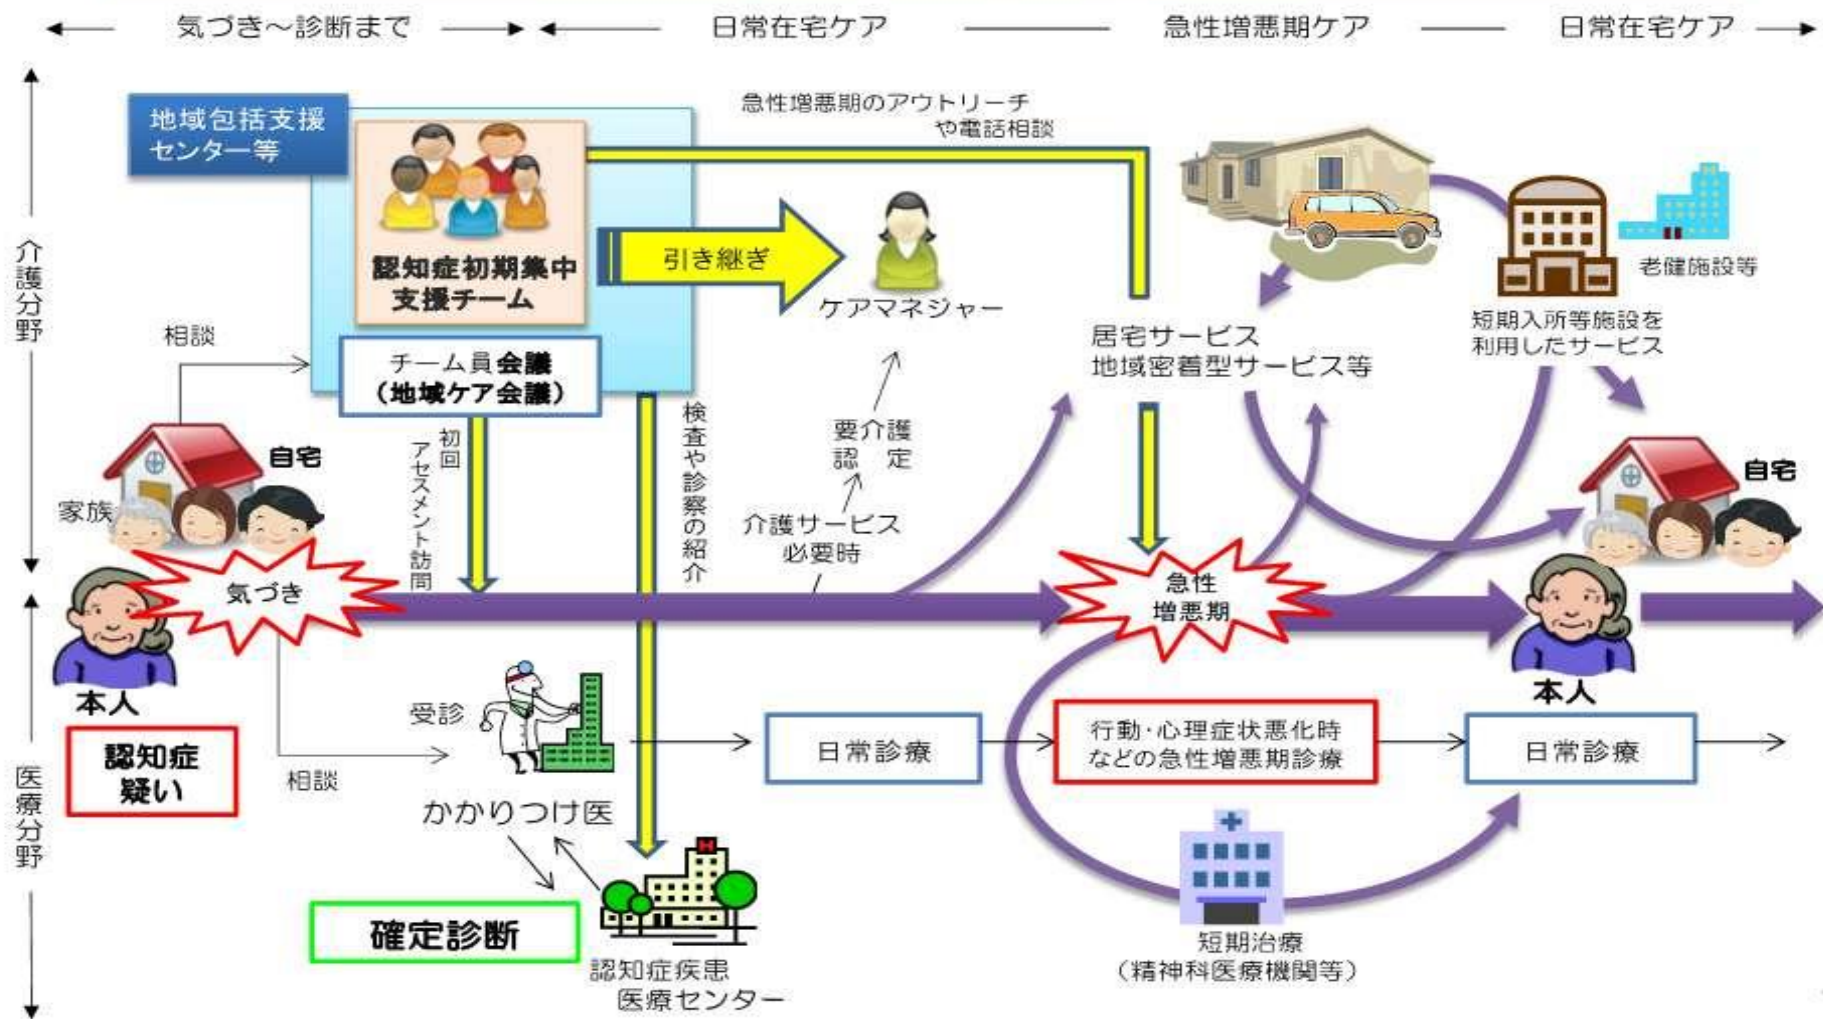 気づき～診断まで
日常在宅ケア
急性増悪期ケア
日常在宅ケア
介護分野
医療分野
地域包括支援
センター等
認知症初期集中
支援チーム
チーム員会議
（地域ケア会議）
急性増悪期のアウトリーチ
や電話相談
引き継ぎ
ケアマネジャー
老健施設等
短期入所等施設を
利用したサービス
居宅サービス
地域密着型サービス等
相談
自宅
家族
初回
アセスメント訪問
検査や診察の紹介
要介護
認 定
介護サービス
必要時
自宅
気づき
急性
増悪期
本人
本人
認知症
疑い
相談
受診
かかりつけ医
日常診療
行動・心理症状悪化時
などの急性増悪期診療
日常診療
確定診断
H
認知症疾患
医療センター
短期治療
（精神科医療機関等）